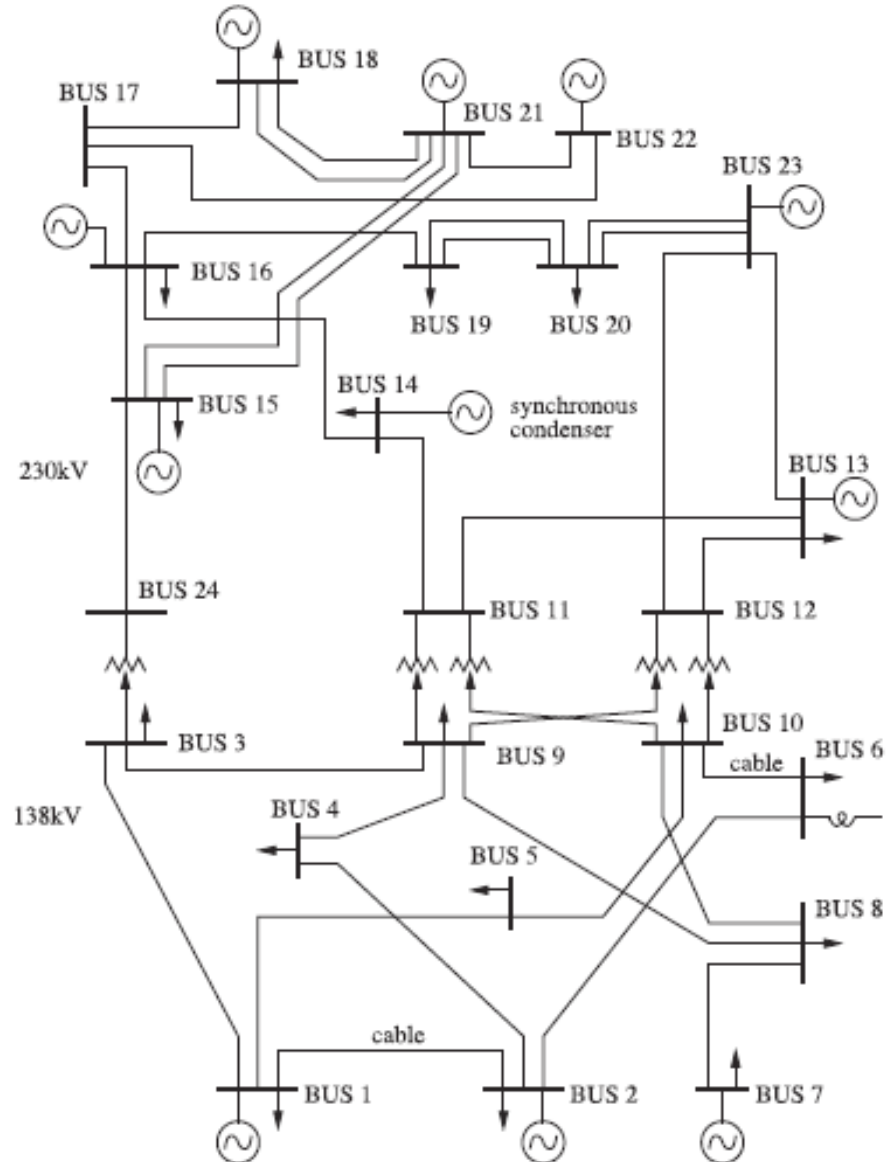 BUS 18
BUS 17
BUS 21
BUS 22
BUS 23
BUS 16
BUS 19
BUS 20
BUS 14
BUS 15
synchronous
condenser
230kV
BUS 13
BUS 24
BUS 11
BUS 12
BUS 3
BUS 9
BUS 10
BUS 6
cable
138kV
BUS 4
BUS 5
BUS 8
cable
BUS 1
BUS 2
BUS 7